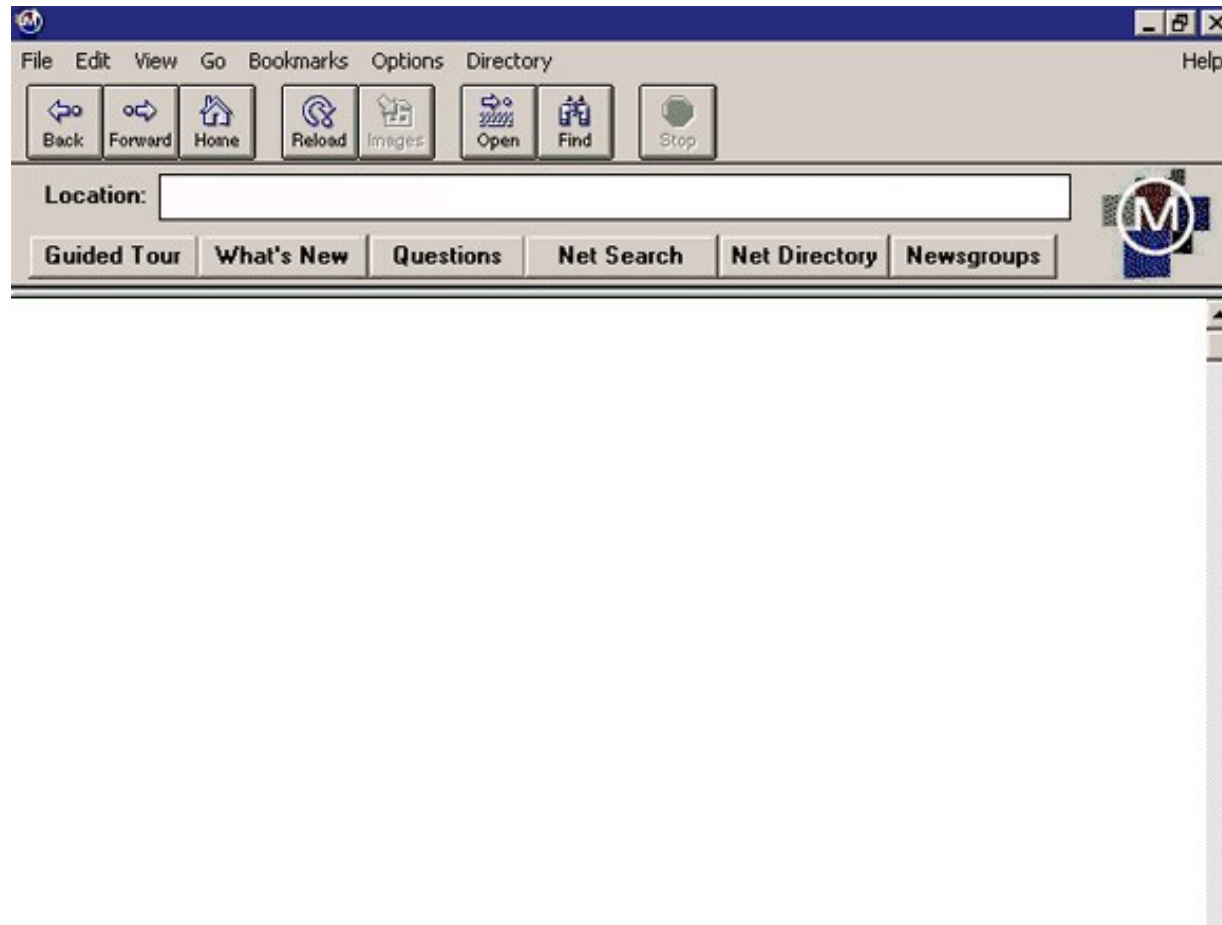 M
File Edit View Go Bookmarks Options Directory Help
Back Forward Home Reload Images Open Find Stop
Location:
M
Guided Tour What's New Questions Net Search Net Directory Newsgroups